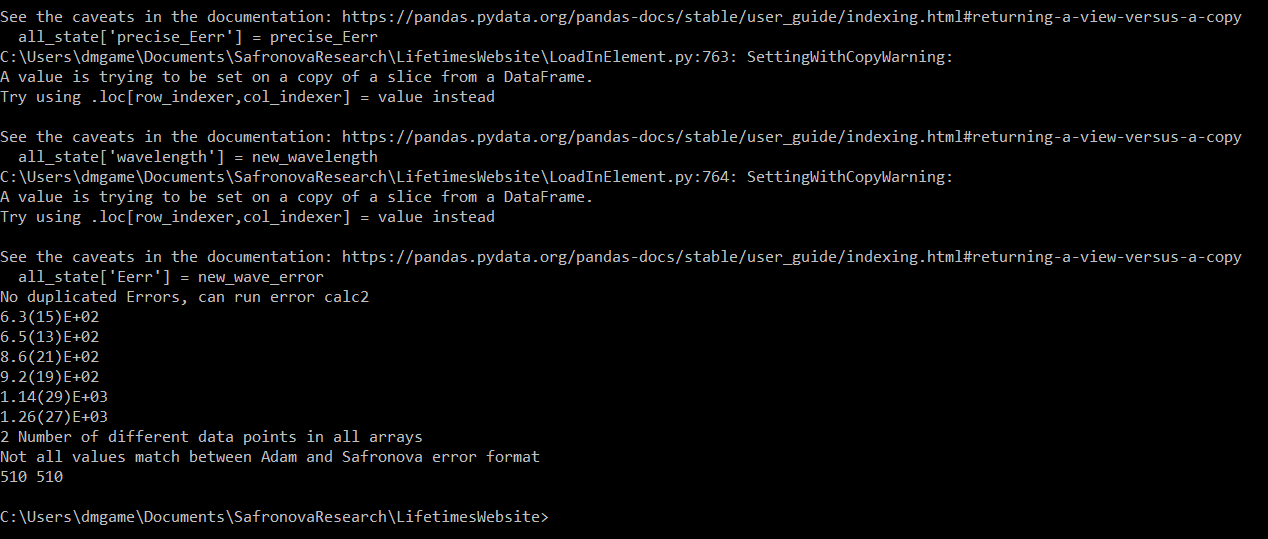 See the caveats in the documentation: https://pandas.pydata.org/pandas-docs/stable/user_guide/indexing.html#returning-a-view-versus-a-copy
  all_state['precise_Eerr'] = precise_Eerr
C:\Users\dmgame\Documents\SafronovaResearch\LifetimesWebsite\LoadInElement.py:763: SettingWithCopyWarning:
A value is trying to be set on a copy of a slice from a DataFrame.
Try using .loc[row_indexer,col_indexer] = value instead

See the caveats in the documentation: https://pandas.pydata.org/pandas-docs/stable/user_guide/indexing.html#returning-a-view-versus-a-copy
  all_state['wavelength'] = new_wavelength
C:\Users\dmgame\Documents\SafronovaResearch\LifetimesWebsite\LoadInElement.py:764: SettingWithCopyWarning:
A value is trying to be set on a copy of a slice from a DataFrame.
Try using .loc[row_indexer,col_indexer] = value instead

See the caveats in the documentation: https://pandas.pydata.org/pandas-docs/stable/user_guide/indexing.html#returning-a-view-versus-a-copy
  all_state['Eerr'] = new_wave_error
No duplicated Errors, can run error calc2
6.3(15)E+02
6.5(13)E+02
8.6(21)E+02
9.2(19)E+02
1.14(29)E+03
1.26(27)E+03
2 Number of different data points in all arrays
Not all values match between Adam and Safronova error format
510 510

C:\Users\dmgame\Documents\SafronovaResearch\LifetimesWebsite>